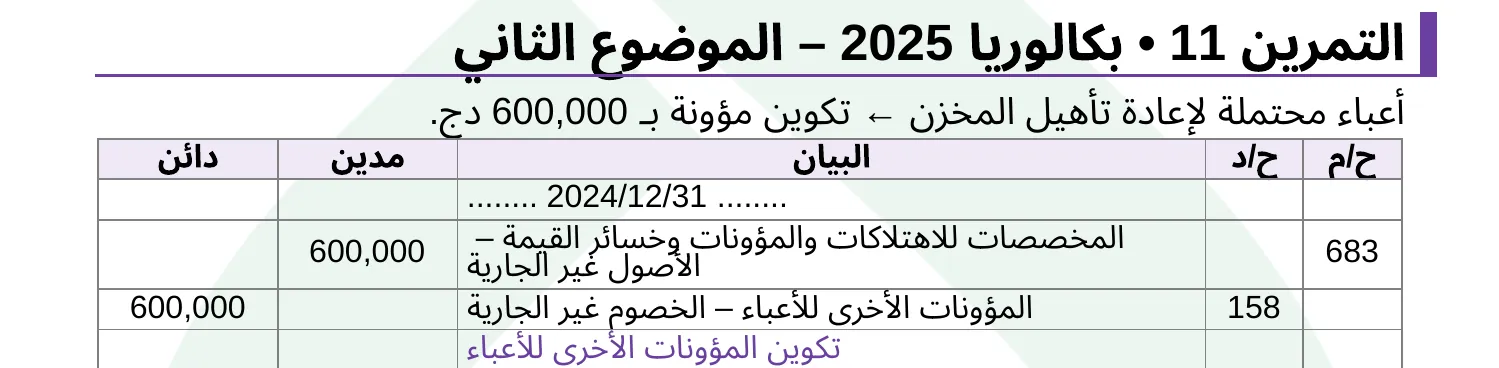 التمرين 11 • بكالوريا 2025 – الموضوع الثاني
أعباء محتملة لإعادة تأهيل المخزن ← تكوين مؤونة بـ 600,000 دج.
ح/م ح/د البيان مدين دائن
........ 2024/12/31 ........
683 المخصصات للاهتلاكات والمؤونات وخسائر القيمة – 600,000
الأصول غير الجارية
158 المؤونات الأخرى للأعباء – الخصوم غير الجارية 600,000
تكوين المؤونات الأخرى للأعباء